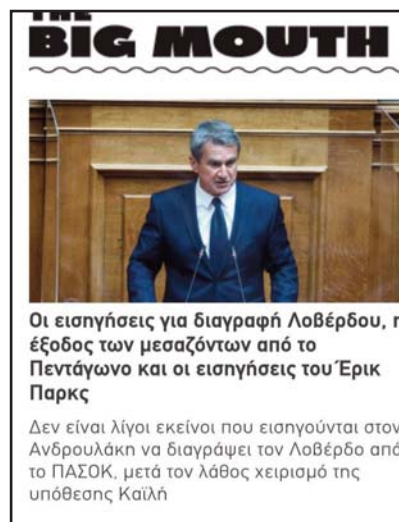 THE
BIG MOUTH
Οι εισηγήσεις για διαγραφή Λοβέρδου, η
έξοδος των μεσαζόντων από το
Πεντάγωνο και οι εισηγήσεις του Έρικ
Παρκς
Δεν είναι λίγοι εκείνοι που εισηγούνται στον
Ανδρουλάκη να διαγράψει τον Λοβέρδο από
το ΠΑΣΟΚ, μετά τον λάθος χειρισμό της
υπόθεσης Καϊλή